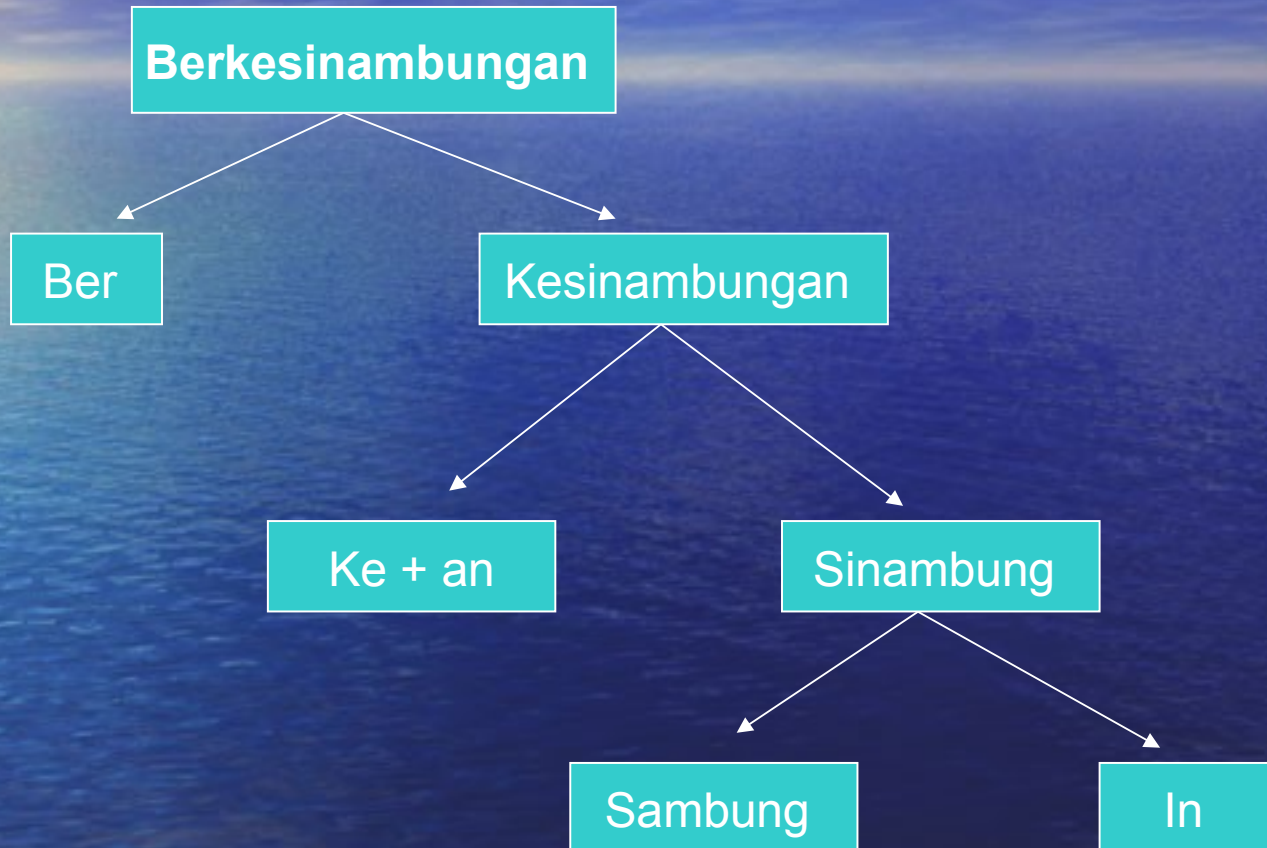 Berkesinambungan
Ber
Kesinambungan
Ke + an
Sinambung
Sambung
In